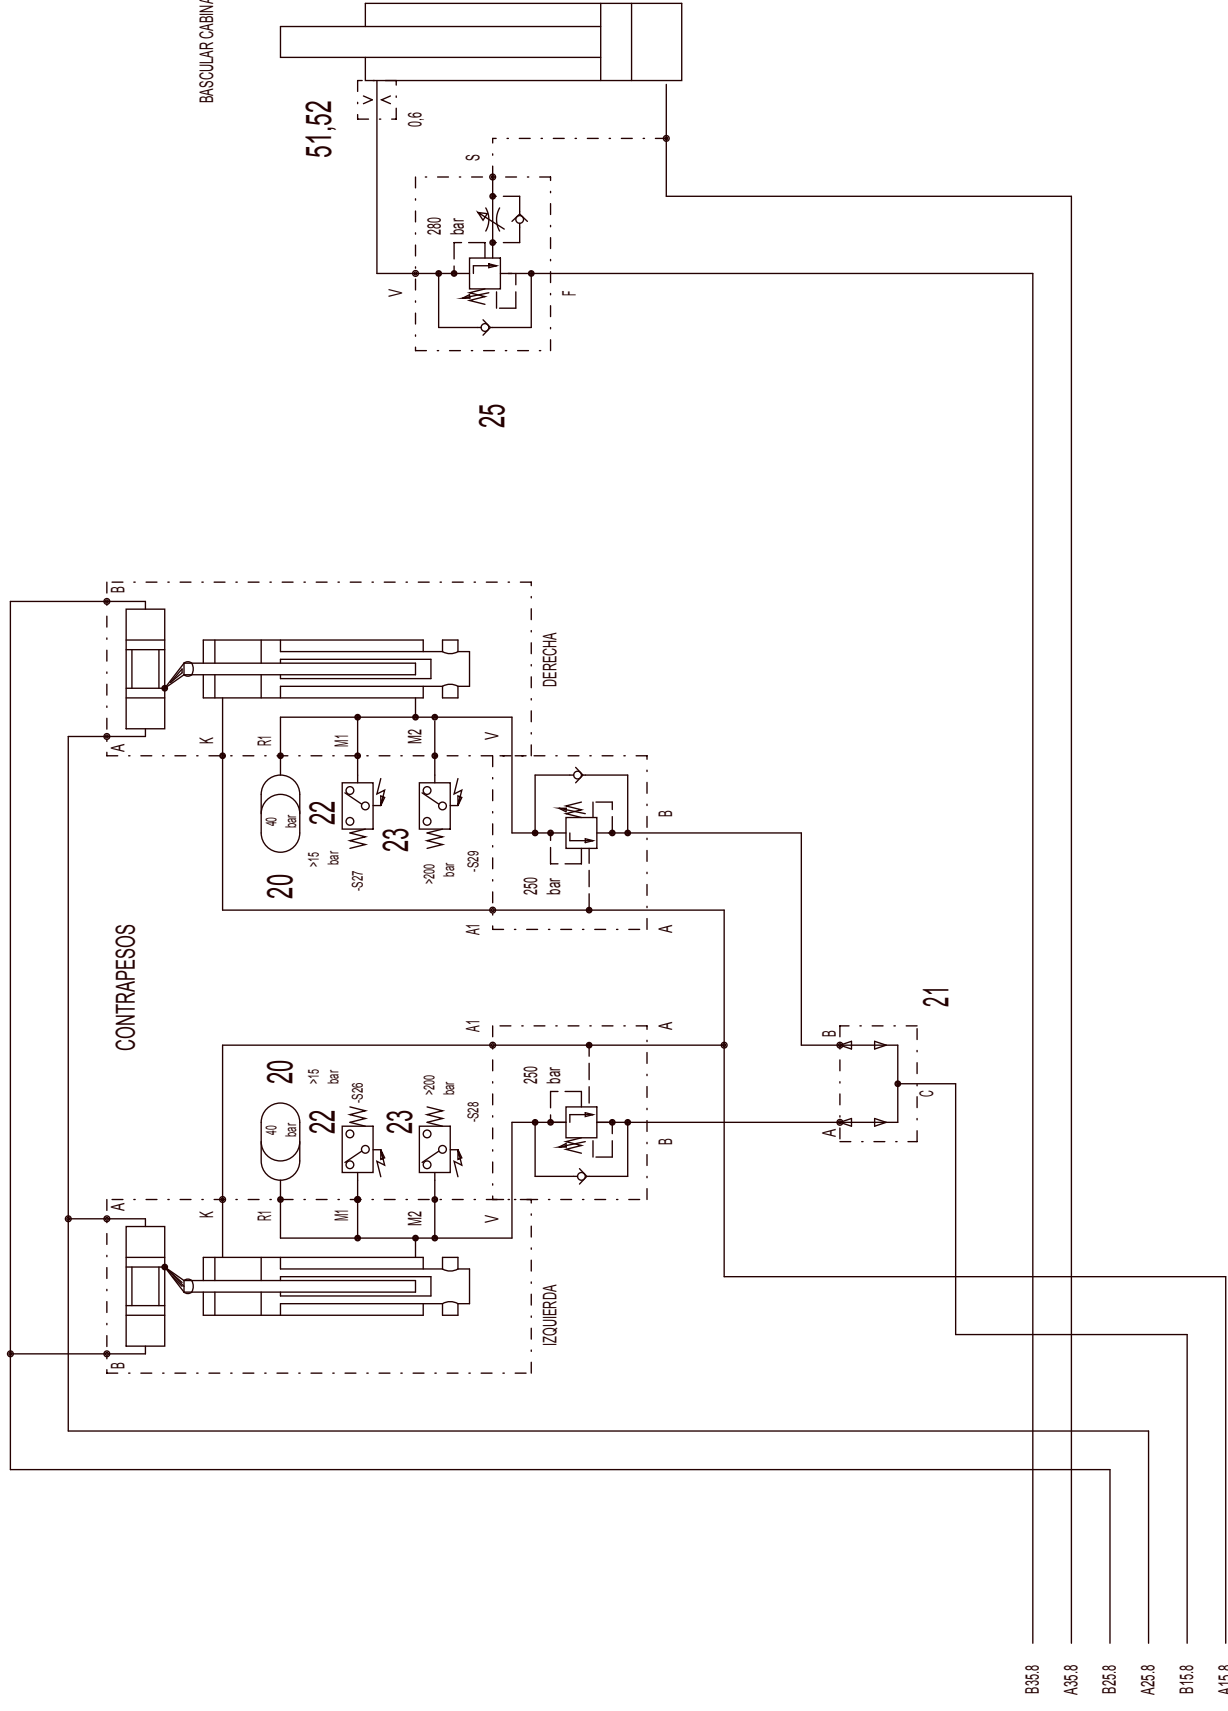 BASCULAR CABINA
51,52
0,6
S
280
bar
V
F
25
B
A
DERECHA
K
R1
M1
M2
V
40
bar
20
>15
bar
22
-S27
23
>200
bar
-S29
250
bar
B
A1
A
CONTRAPESOS
20
40
bar
>15
bar
22
-S26
23
>200
bar
-S28
A1
A
250
bar
B
A
K
R1
M1
M2
V
B
IZQUIERDA
21
B
A
C
B35.8
A35.8
B25.8
A25.8
B15.8
A15.8